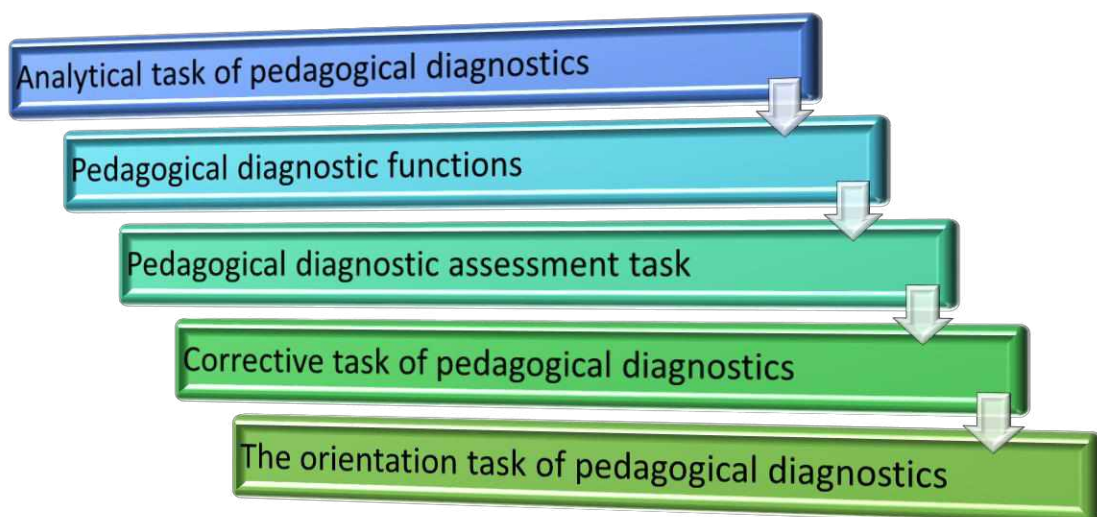 Analytical task of pedagogical diagnostics
Pedagogical diagnostic functions
Pedagogical diagnostic assessment task
Corrective task of pedagogical diagnostics
The orientation task of pedagogical diagnostics